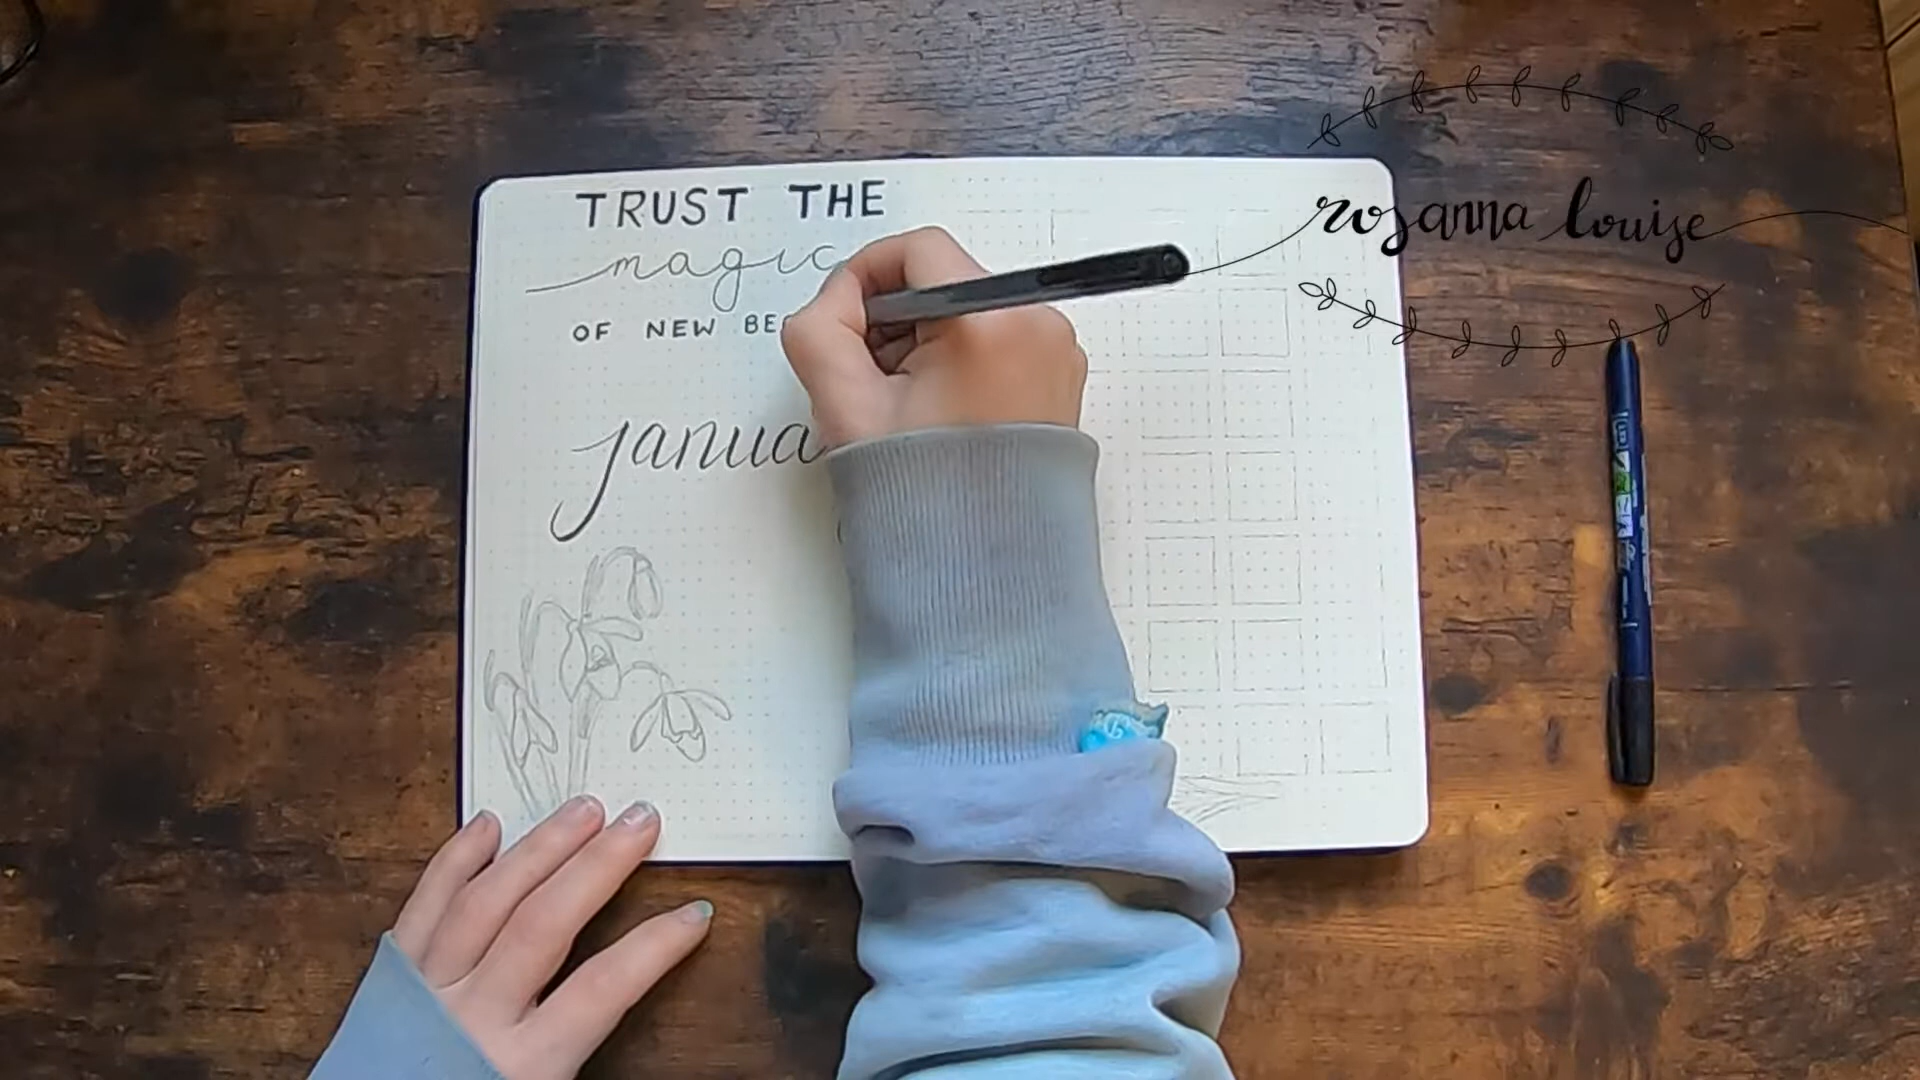 TRUST THE
magic
OF NEW BE
janua
rosanna louise